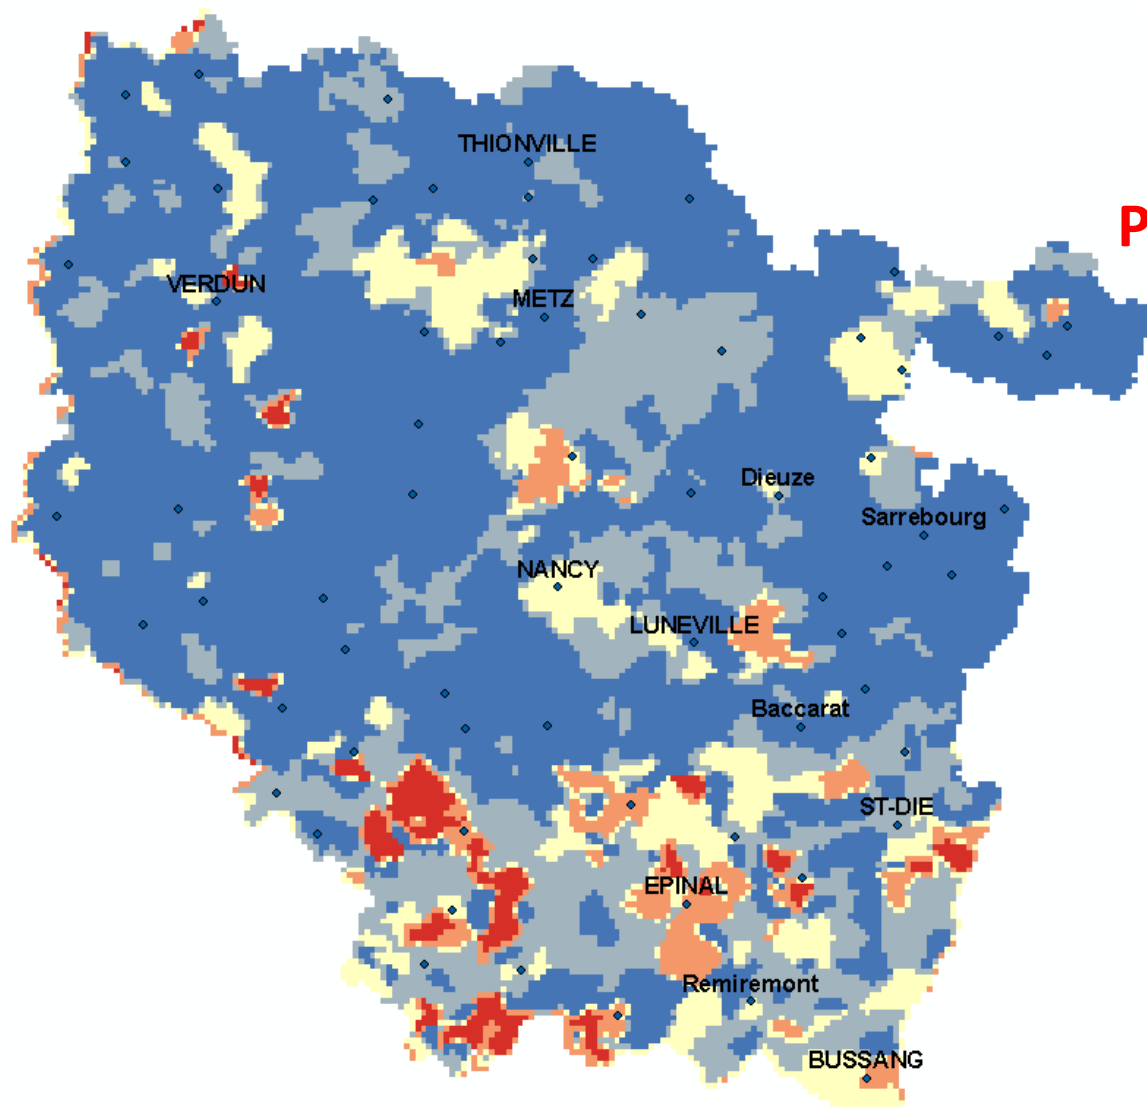 THIONVILLE
P
VERDUN
METZ
Dieuze
Sarrebourg
NANCY
LUNEVILLE
Baccarat
ST-DIE
EPINAL
Remiremont
BUSSANG